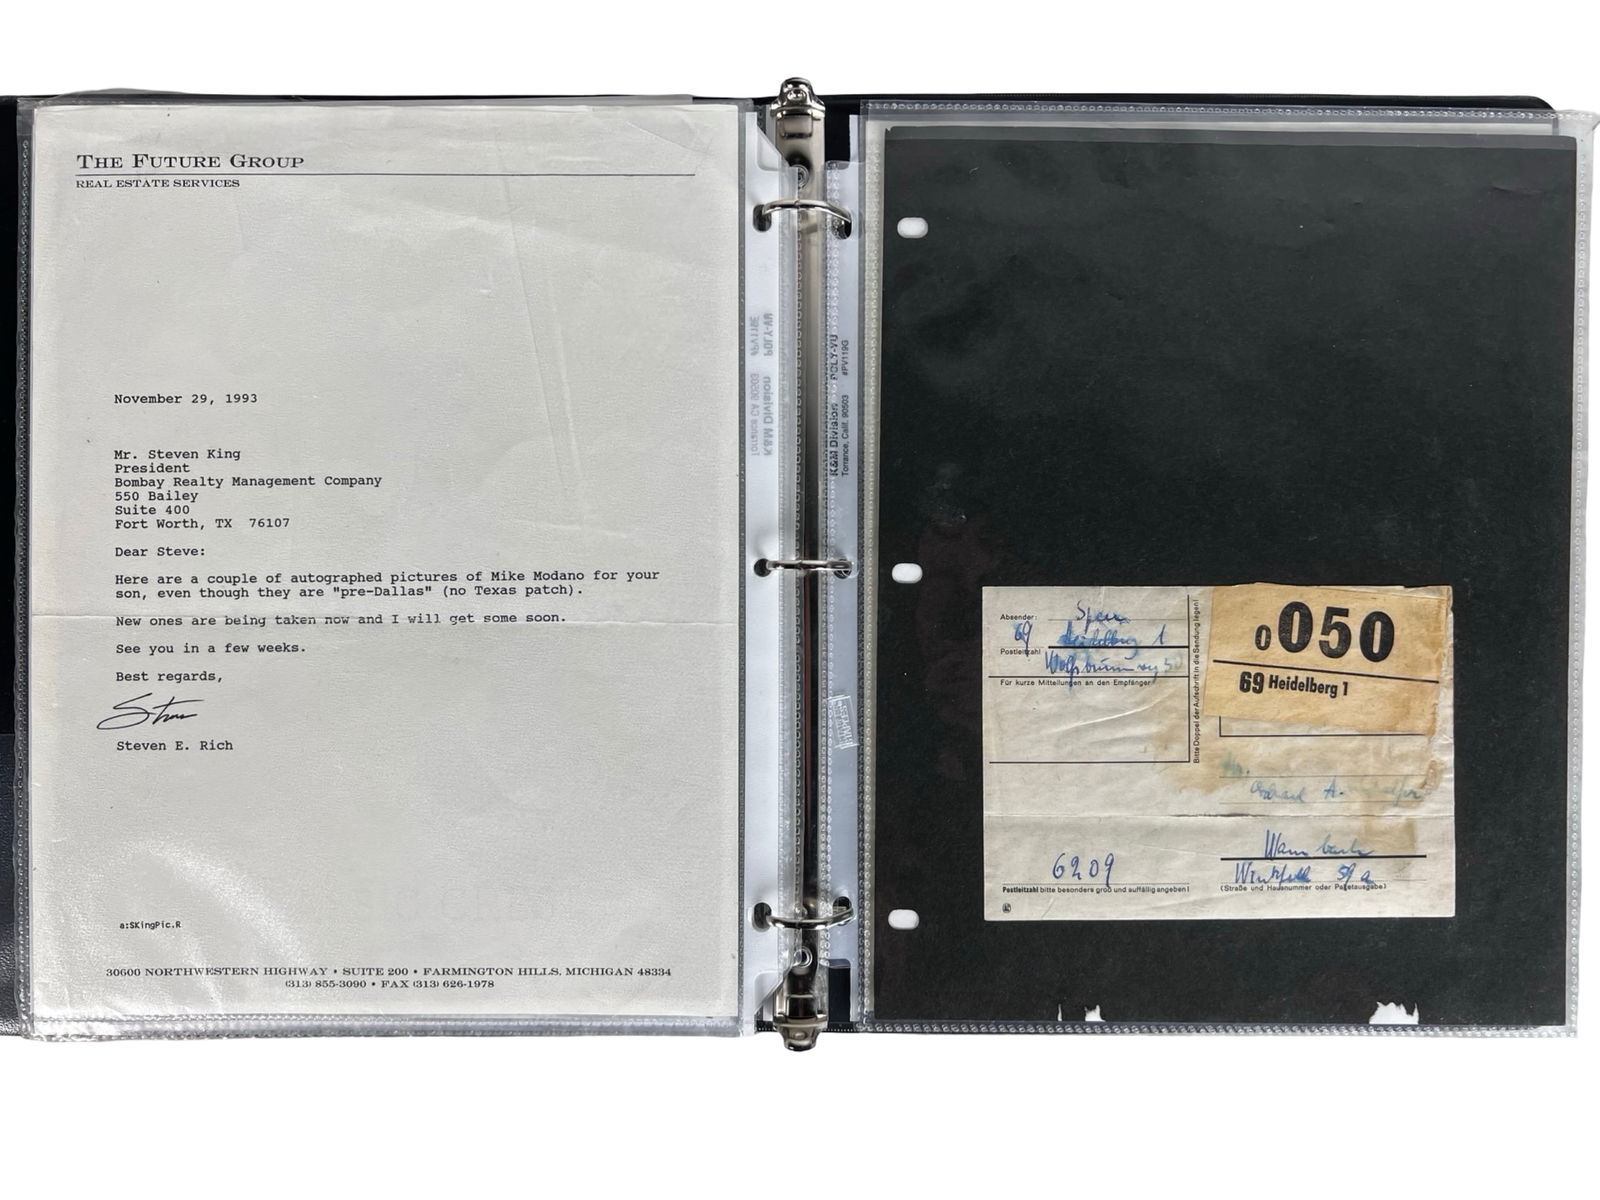 THE FUTURE GROUP
REAL ESTATE SERVICES
November 29, 1993
Mr. Steven King
President
Bombay Realty Management Company
550 Bailey
Suite 400
Fort Worth, TX 76107
Dear Steve:
Here are a couple of autographed pictures of Mike Modano for your
son, even though they are "pre-Dallas" (no Texas patch).
New ones are being taken now and I will get some soon.
See you in a few weeks.
Best regards,
Steven E. Rich
a:SKingPic.R
30600 NORTHWESTERN HIGHWAY • SUITE 200 • FARMINGTON HILLS, MICHIGAN 48334
(313) 855-3090 • FAX (313) 626-1978
K&M Division POLY-VU
Torrance, Calif. 90503 #PV119G
Absender:
69 Heidelberg 1
Postleitzahl
Für kurze Mitteilungen an den Empfänger
Bitte Doppel der Aufschrift in die Sendung legen!
0050
69 Heidelberg 1
6209
Postleitzahl bitte besonders groß und auffällig angeben!
59 a
(Straße und Hausnummer oder Postausgabe)